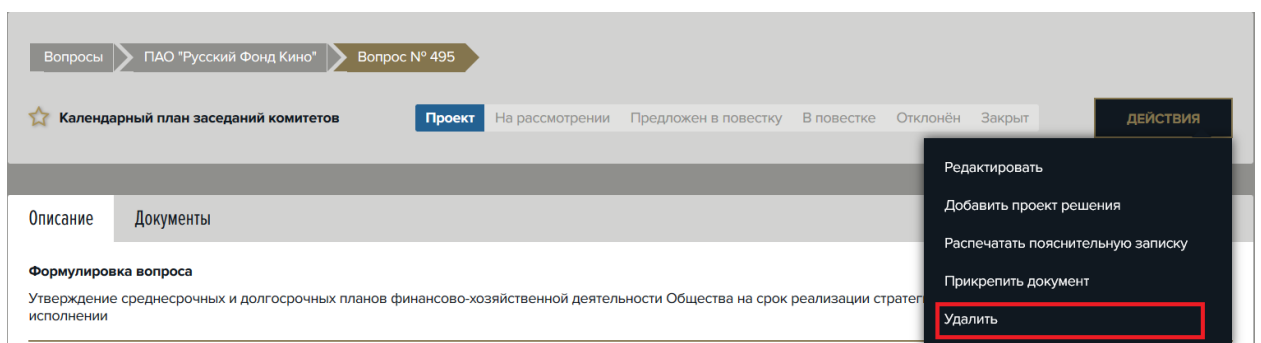 Вопросы ПАО "Русский Фонд Кино" Вопрос № 495
Календарный план заседаний комитетов Проект На рассмотрении Предложен в повестку В повестке Отклонён Закрыт ДЕЙСТВИЯ
Редактировать
Добавить проект решения
Распечатать пояснительную записку
Прикрепить документ
Удалить
Описание Документы
Формулировка вопроса
Утверждение среднесрочных и долгосрочных планов финансово-хозяйственной деятельности Общества на срок реализации
исполнении